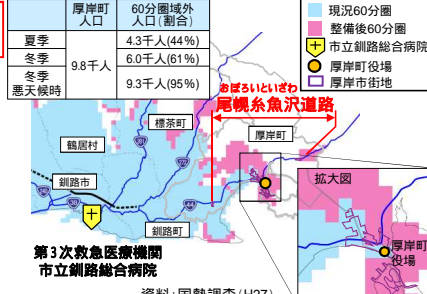 厚岸町
人口
60分圏域外
人口(割合)
夏季
冬季
冬季
悪天候時
9.8千人
4.3千人(44%)
6.0千人(61%)
9.3千人(95%)
現況60分圏
整備後60分圏
市立釧路総合病院
厚岸町役場
厚岸市街地
おぼろいといざわ
尾幌糸魚沢道路
標茶町
厚岸町
鶴居村
釧路市
釧路町
拡大図
厚岸町
役場
第3次救急医療機関
市立釧路総合病院
資料:国勢調査(H27)